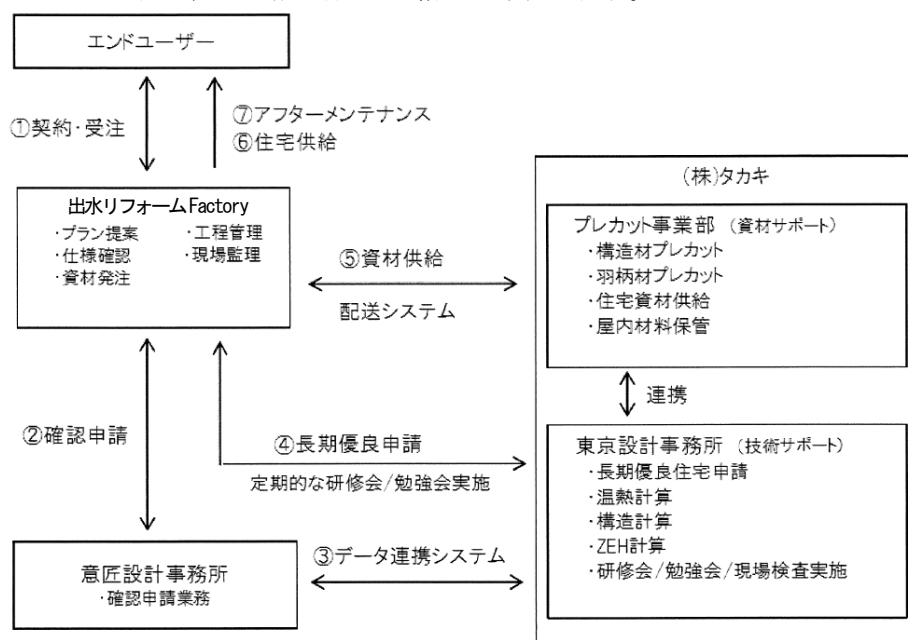 エンドユーザー
①契約・受注
⑦アフターメンテナンス
⑥住宅供給
出水リフォームFactory
・プラン提案 ・工程管理
・仕様確認 ・現場監理
・資材発注
⑤資材供給
配送システム
(株)タカキ
プレカット事業部 (資材サポート)
・構造材プレカット
・羽柄材プレカット
・住宅資材供給
・屋内材料保管
連携
②確認申請
④長期優良申請
定期的な研修会/勉強会実施
東京設計事務所 (技術サポート)
・長期優良住宅申請
・温熱計算
・構造計算
・ZEH計算
・研修会/勉強会/現場検査実施
意匠設計事務所
・確認申請業務
③データ連携システム